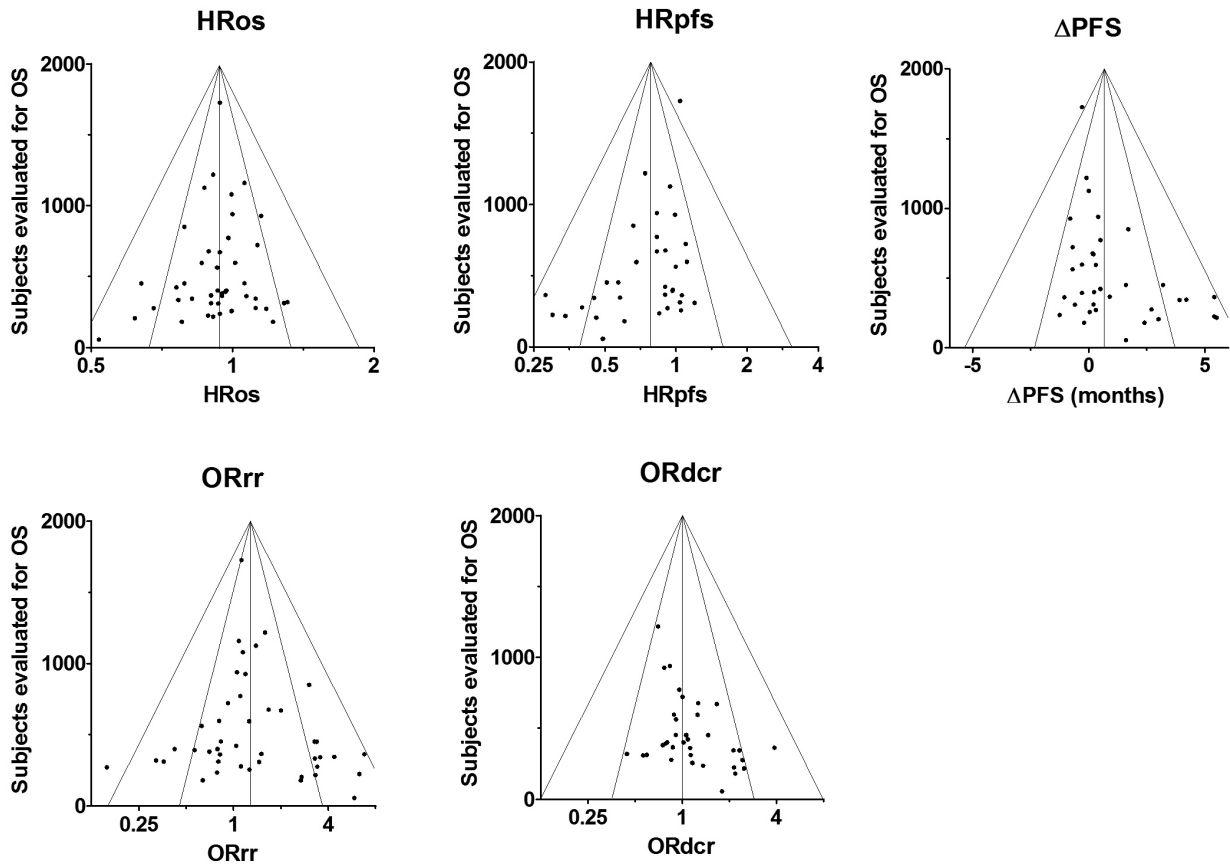 HRos
HRpfs
ΔPFS
Subjects evaluated for OS
2000
1000
0
0.5
1
2
HRos
Subjects evaluated for OS
2000
1000
0
0.25
0.5
1
2
4
HRpfs
Subjects evaluated for OS
2000
1000
0
-5
0
5
ΔPFS (months)
ORrr
ORdcr
Subjects evaluated for OS
2000
1000
0
0.25
1
4
ORrr
Subjects evaluated for OS
2000
1000
0
0.25
1
4
ORdcr